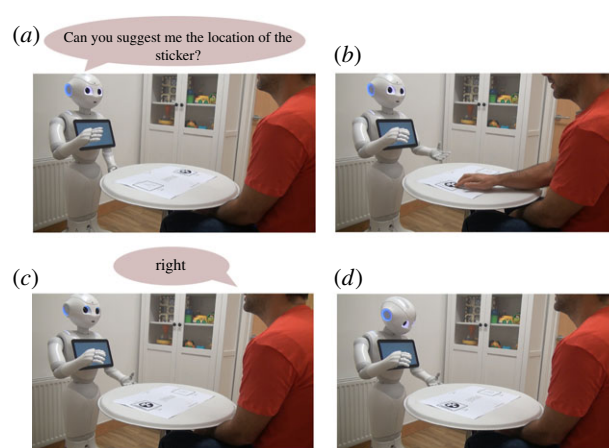 (a)
Can you suggest me the location of the
sticker?
(b)
(c)
right
(d)